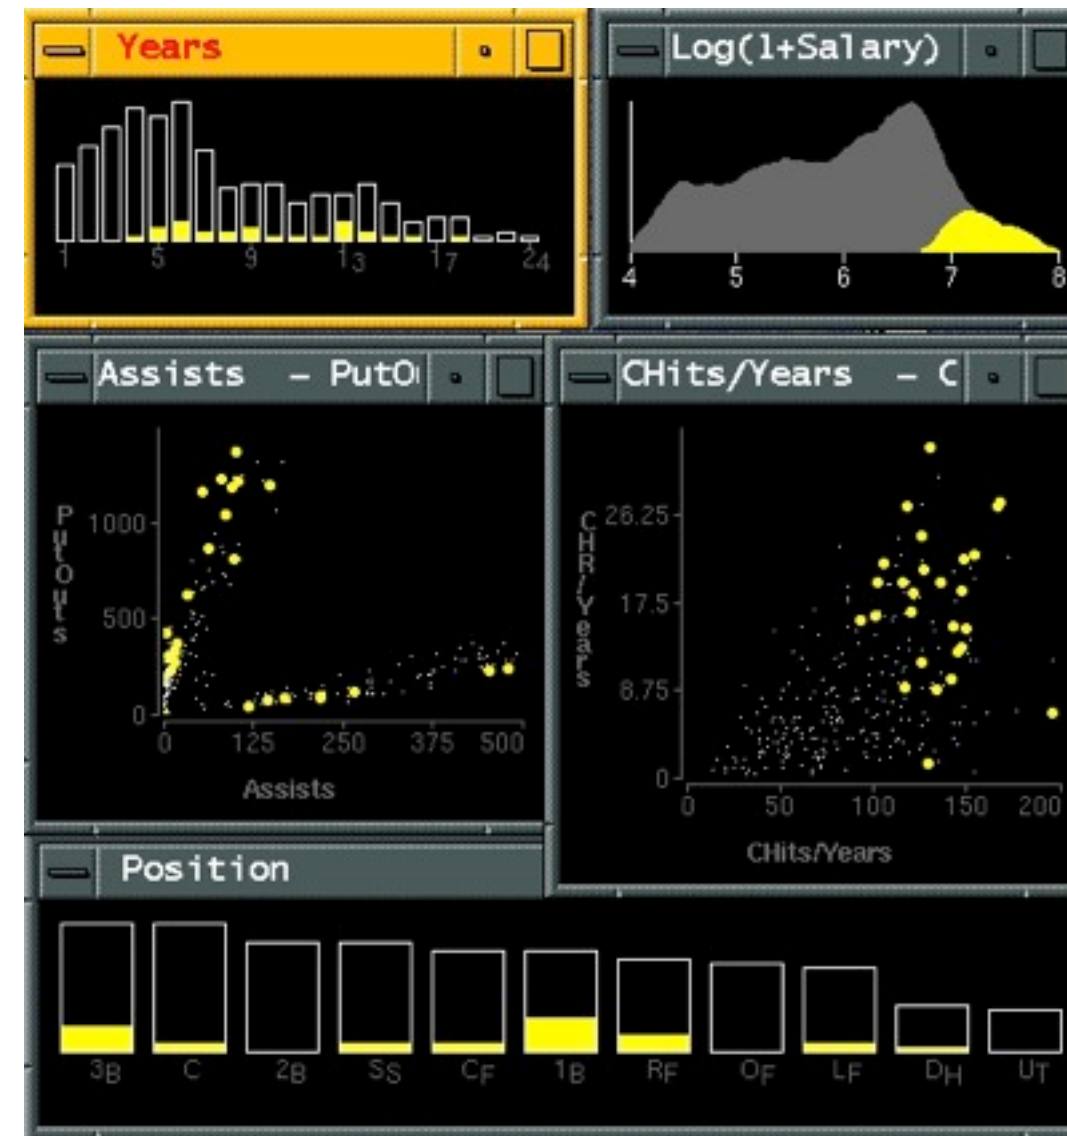 Years
Log(1+Salary)
1 5 9 13 17 24
4 5 6 7 8
Assists - PutO
CHits/Years - C
PutOuts
1000
500
0
0 125 250 375 500
Assists
CHR/Years
26.25
17.5
8.75
0
0 50 100 150 200
CHits/Years
Position
3B C 2B SS CF 1B RF OF LF DH UT